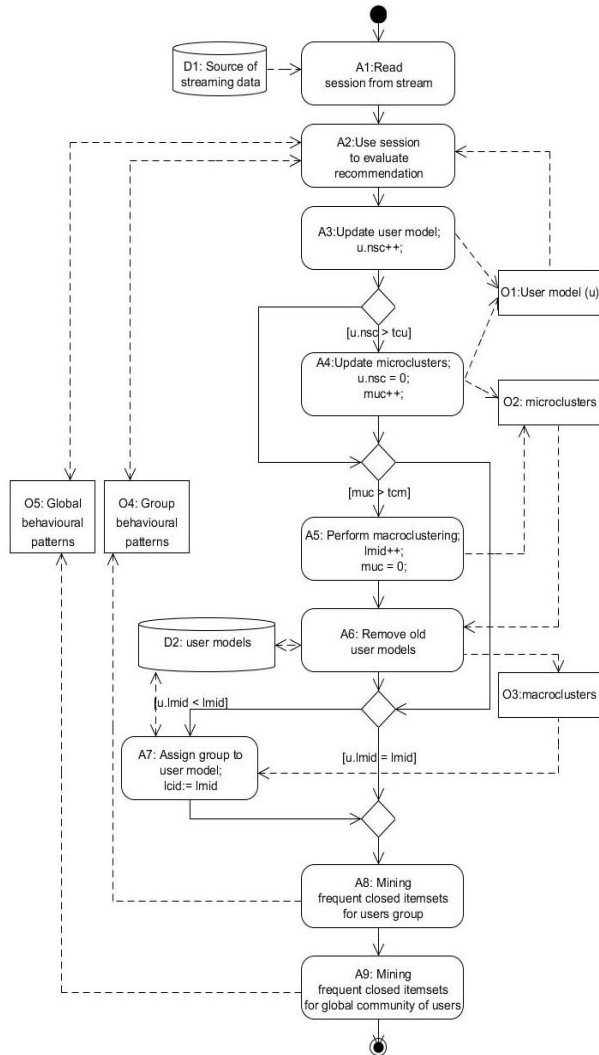 D1: Source of
streaming data
A1:Read
session from stream
A2:Use session
to evaluate
recommendation
A3:Update user model;
u.nsc++;
O1:User model (u)
[u.nsc > tcu]
A4:Update microclusters;
u.nsc = 0;
muc++;
O2: microclusters
[muc > tcm]
O5: Global
behavioural
patterns
O4: Group
behavioural
patterns
A5: Perform macroclustering;
lmid++;
muc = 0;
D2: user models
A6: Remove old
user models
O3:macroclusters
[u.lmid < lmid]
A7: Assign group to
user model;
lcid:= lmid
[u.lmid = lmid]
A8: Mining
frequent closed itemsets
for users group
A9: Mining
frequent closed itemsets
for global community of users